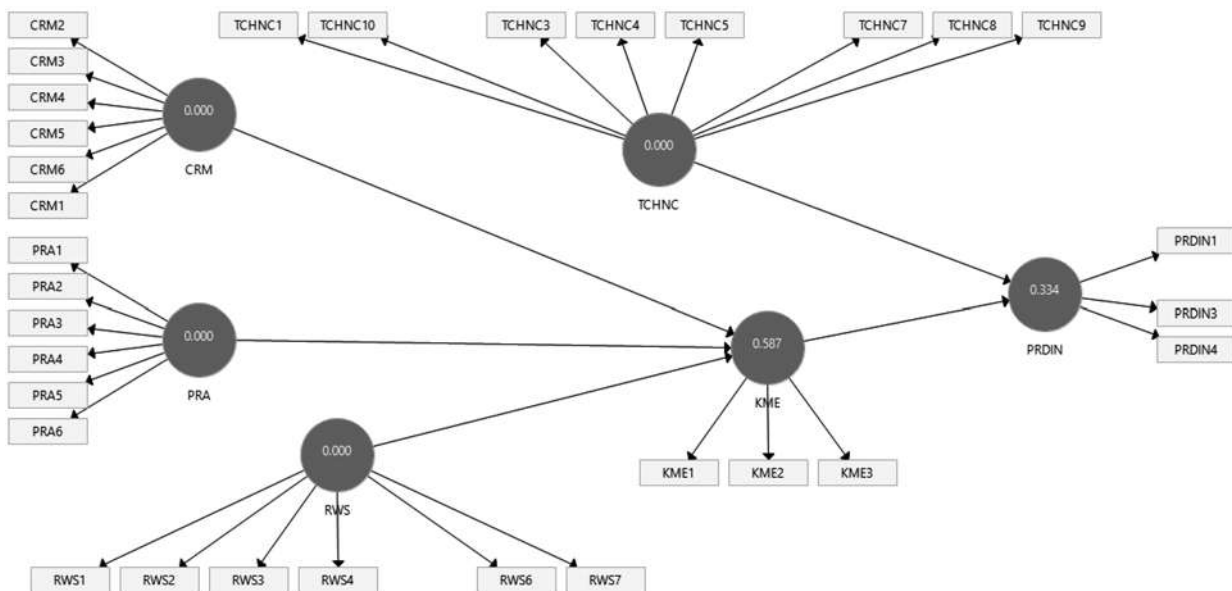 CRM2
TCHNC1 TCHNC10 TCHNC3 TCHNC4 TCHNC5 TCHNC7 TCHNC8 TCHNC9
CRM3
CRM4
CRM5
CRM6
CRM1
0.000
CRM
0.000
TCHNC
PRA1
PRA2
PRA3
PRA4
PRA5
PRA6
0.000
PRA
PRDIN1
PRDIN3
PRDIN4
0.334
PRDIN
0.587
KME
KME1 KME2 KME3
0.000
RWS
RWS1 RWS2 RWS3 RWS4 RWS6 RWS7